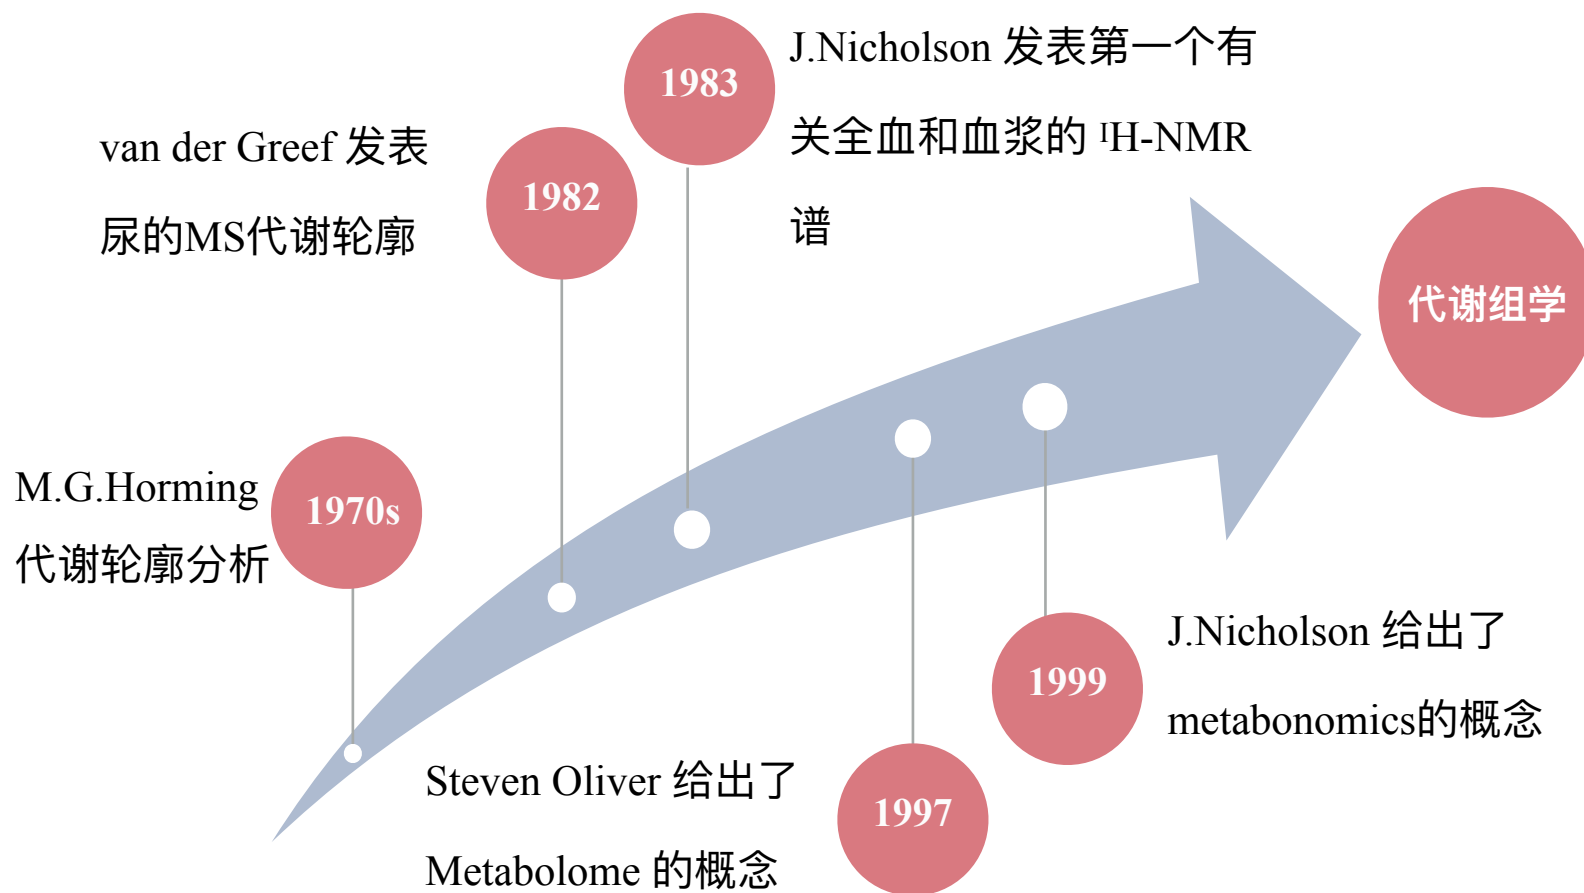 1983
J.Nicholson 发表第一个有
关全血和血浆的 ¹H-NMR
谱
van der Greef 发表
尿的MS代谢轮廓
1982
代谢组学
M.G.Horming
代谢轮廓分析
1970s
J.Nicholson 给出了
metabonomics的概念
1999
Steven Oliver 给出了
Metabolome 的概念
1997